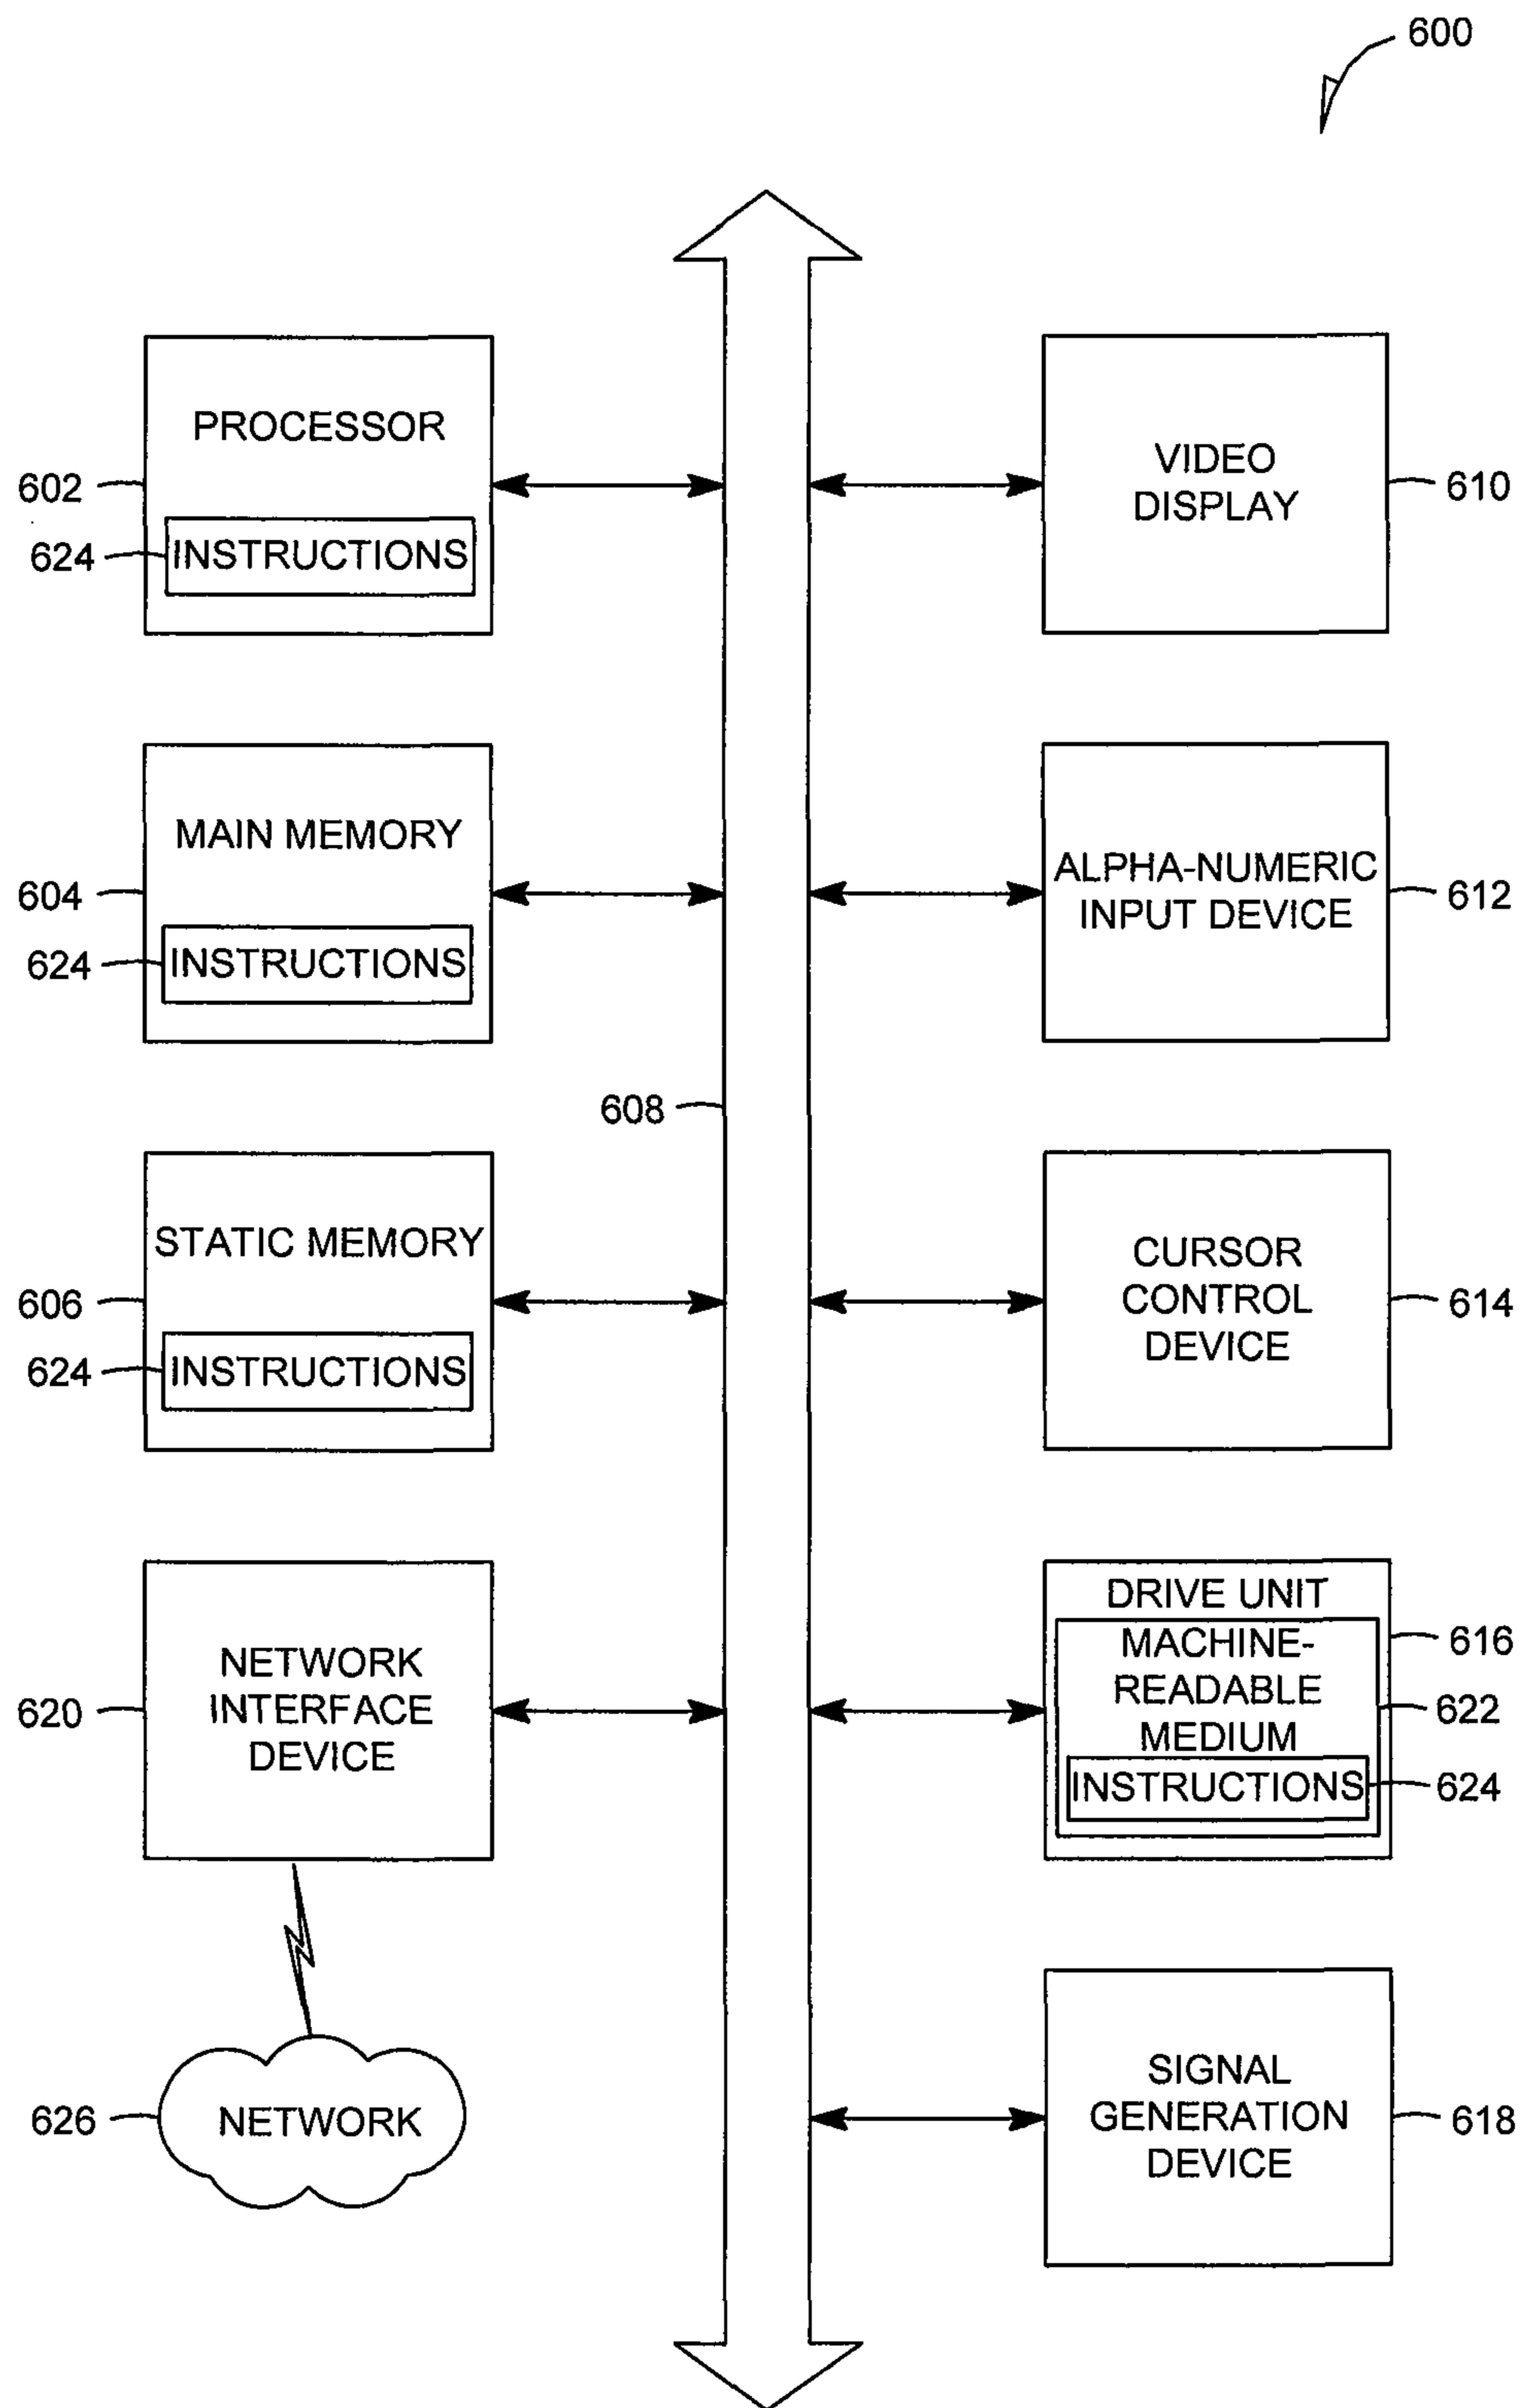 600
PROCESSOR
602
624
INSTRUCTIONS
VIDEO
DISPLAY
610
MAIN MEMORY
604
624
INSTRUCTIONS
ALPHA-NUMERIC
INPUT DEVICE
612
608
STATIC MEMORY
606
624
INSTRUCTIONS
CURSOR
CONTROL
DEVICE
614
NETWORK
INTERFACE
DEVICE
620
DRIVE UNIT
616
MACHINE-
READABLE
MEDIUM
622
INSTRUCTIONS
624
626
NETWORK
SIGNAL
GENERATION
DEVICE
618